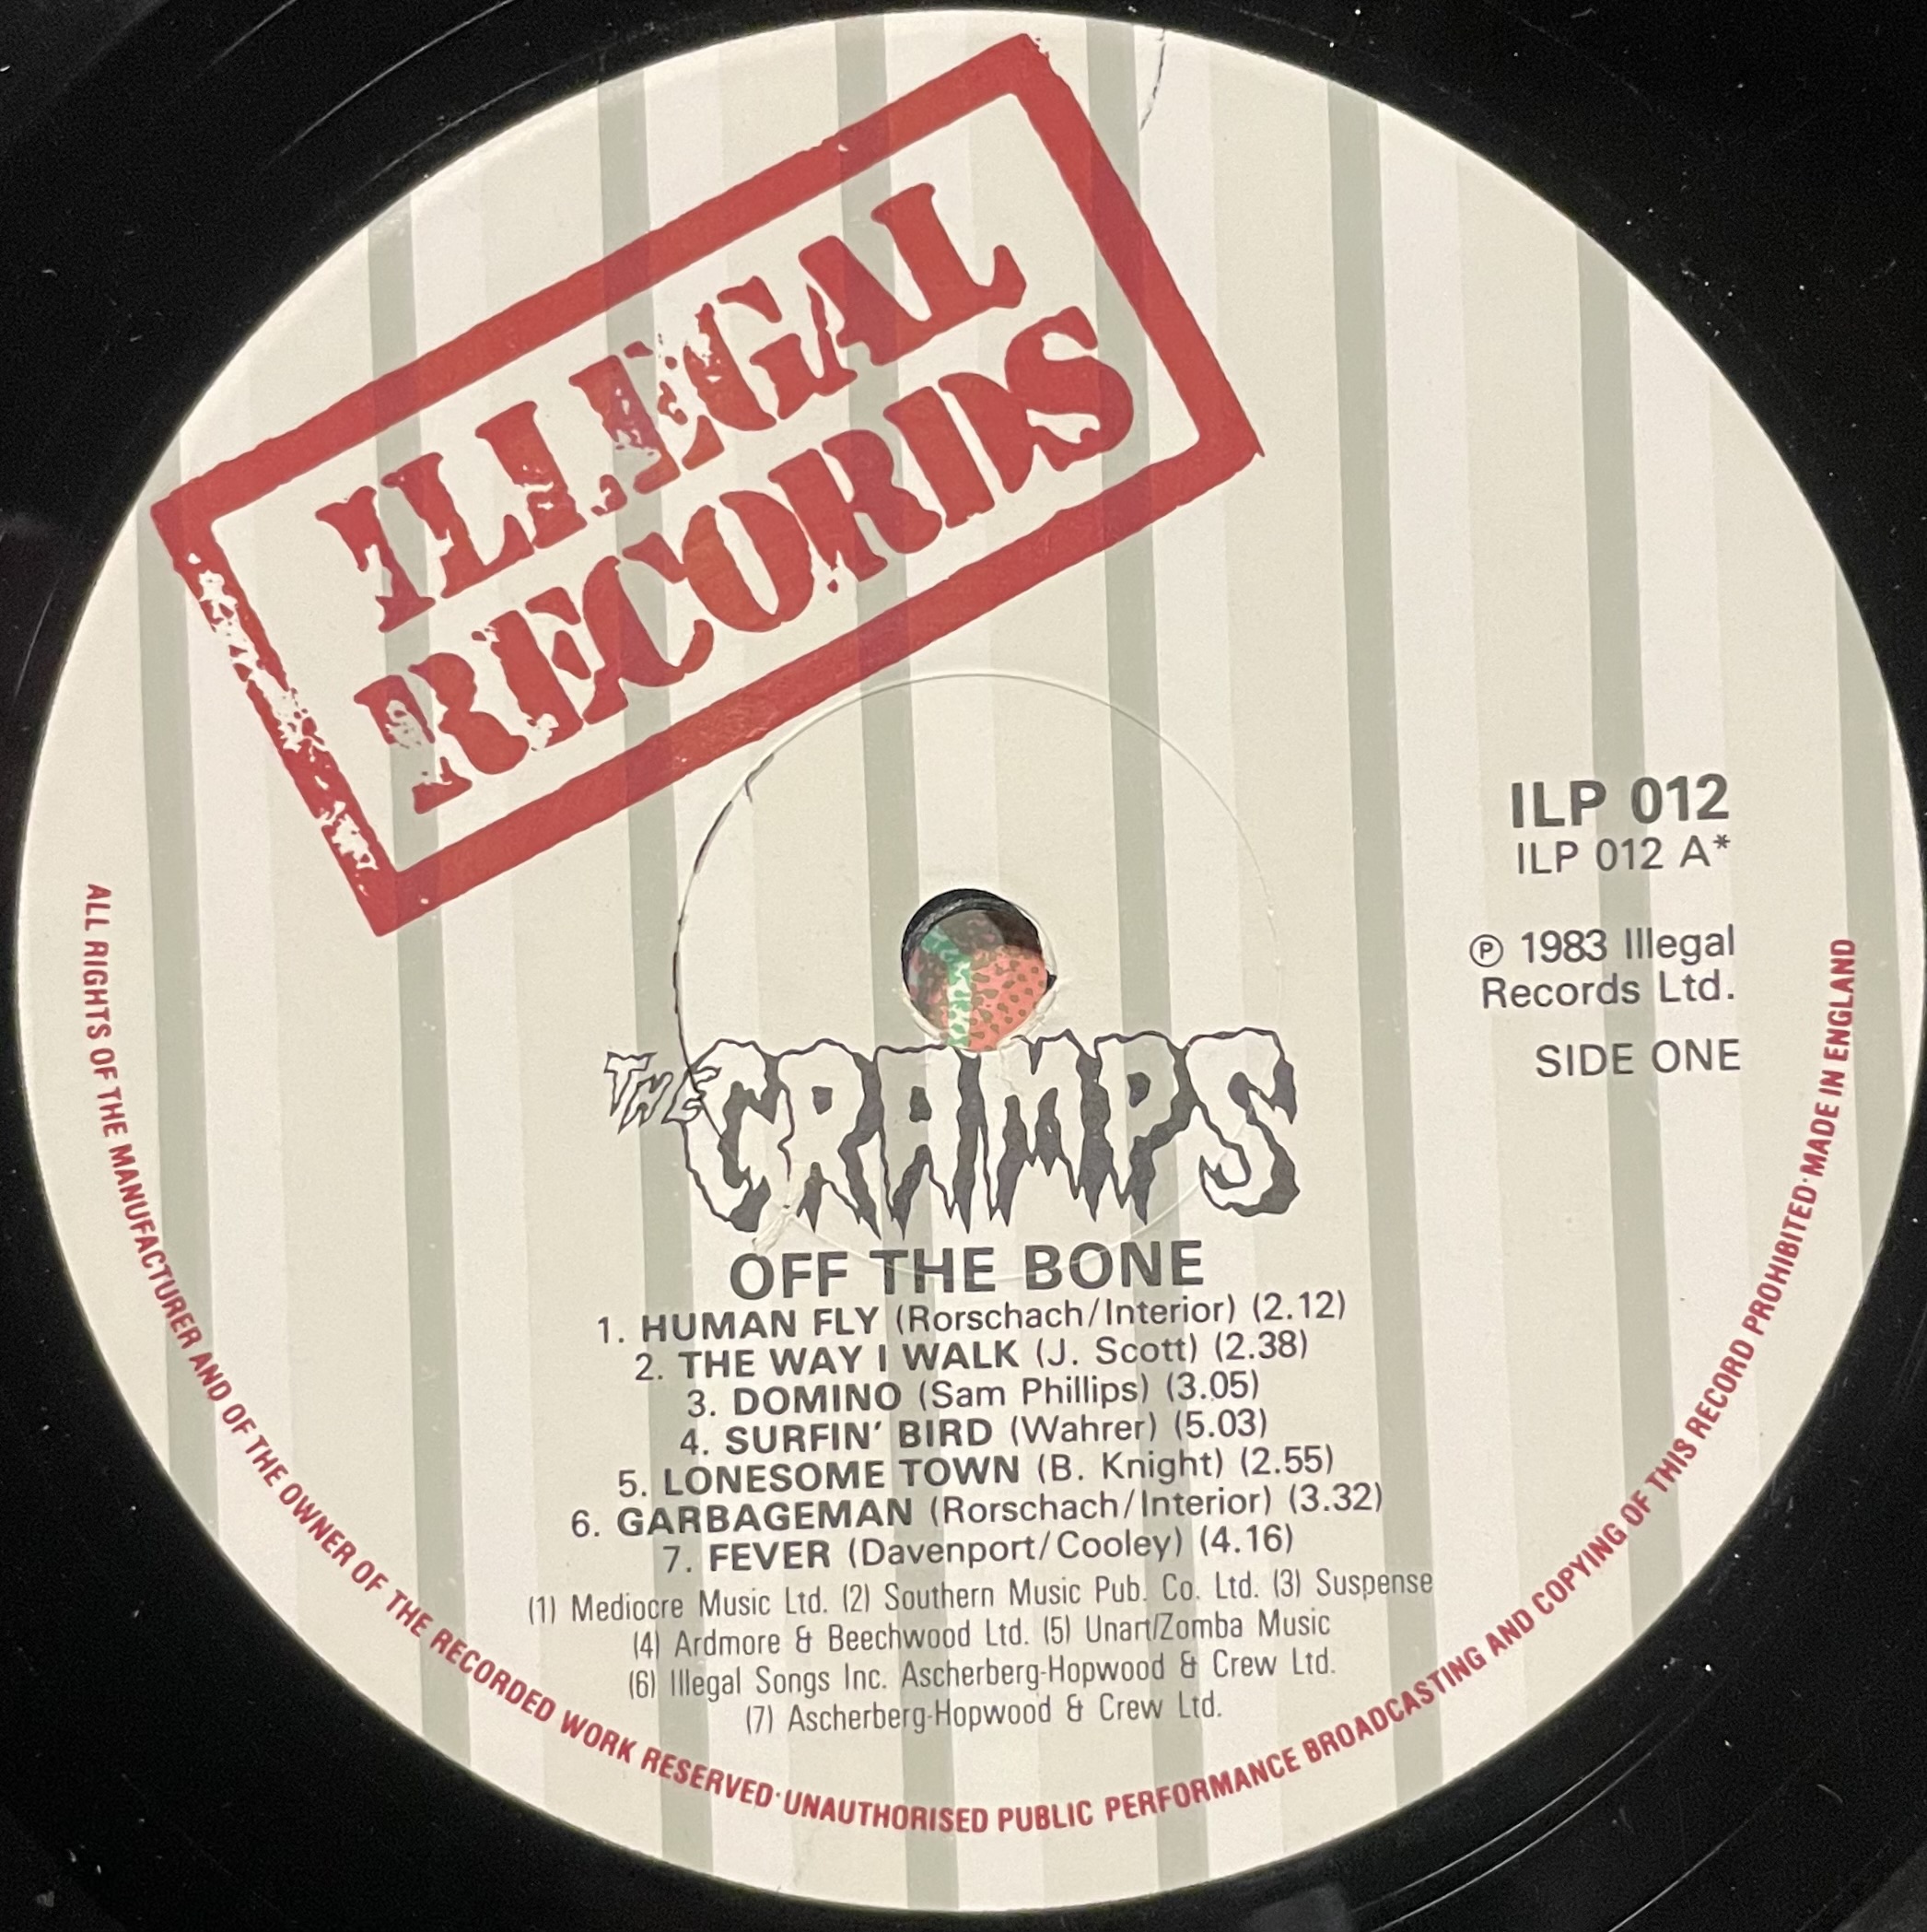 ILLEGAL
RECORDS
ILP 012
ILP 012 A*
℗ 1983 Illegal
Records Ltd.
SIDE ONE
THE CRAMPS
OFF THE BONE
1. HUMAN FLY (Rorschach/Interior) (2.12)
2. THE WAY I WALK (J. Scott) (2.38)
3. DOMINO (Sam Phillips) (3.05)
4. SURFIN' BIRD (Wahrer) (5.03)
5. LONESOME TOWN (B. Knight) (2.55)
6. GARBAGEMAN (Rorschach/Interior) (3.32)
7. FEVER (Davenport/Cooley) (4.16)
(1) Mediocre Music Ltd. (2) Southern Music Pub. Co. Ltd. (3) Suspense
(4) Ardmore & Beechwood Ltd. (5) Unart/Zomba Music
(6) Illegal Songs Inc. Ascherberg-Hopwood & Crew Ltd.
(7) Ascherberg-Hopwood & Crew Ltd.
ALL RIGHTS OF THE MANUFACTURER AND OF THE OWNER OF THE RECORDED WORK RESERVED·UNAUTHORISED PUBLIC PERFORMANCE BROADCASTING AND COPYING OF THIS RECORD PROHIBITED·MADE IN ENGLAND